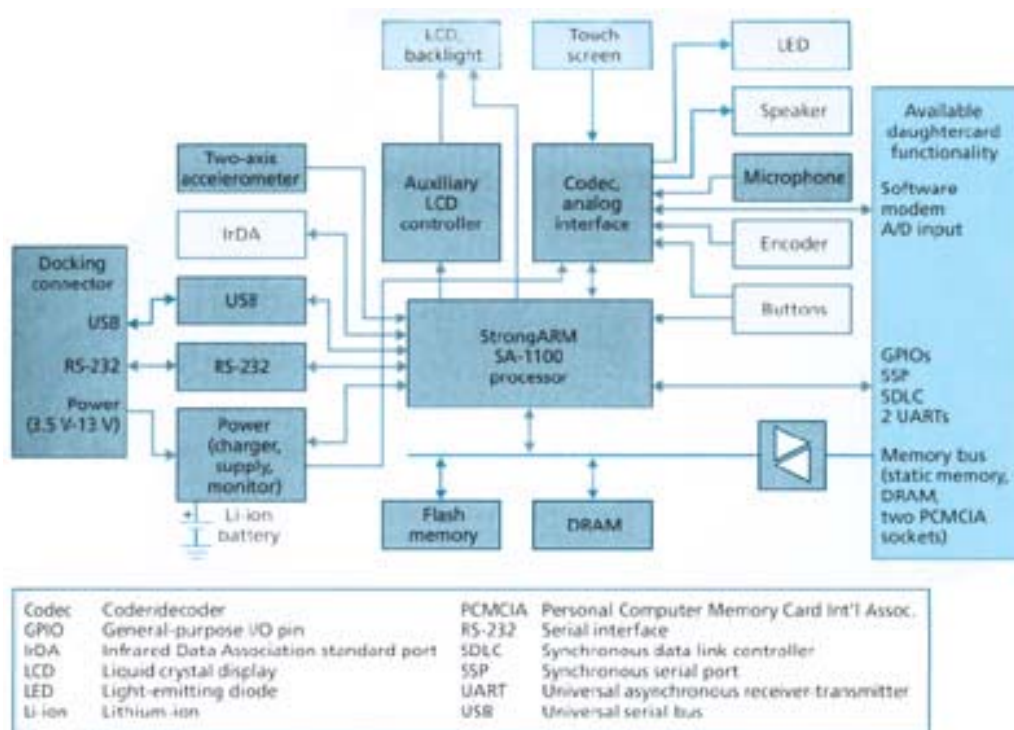 LCD,
backlight
Touch
screen
LED
Speaker
Available
daughtercard
functionality
Two-axis
accelerometer
Auxiliary
LCD
controller
Codec,
analog
interface
Microphone
Software
modem
A/D input
IrDA
Encoder
Docking
connector
USB
USB
Buttons
StrongARM
SA-1100
processor
RS-232
RS-232
GPIOs
SSP
SDLC
2 UARTs
Power
(3.5 V-13 V)
Power
(charger,
supply,
monitor)
Memory bus
(static memory,
DRAM,
two PCMCIA
sockets)
+
Li-ion
battery
Flash
memory
DRAM
Codec Coder/decoder
GPIO General-purpose I/O pin
IrDA Infrared Data Association standard port
LCD Liquid crystal display
LED Light-emitting diode
Li-ion Lithium-ion
PCMCIA Personal Computer Memory Card Int'l Assoc.
RS-232 Serial interface
SDLC Synchronous data link controller
SSP Synchronous serial port
UART Universal asynchronous receiver-transmitter
USB Universal serial bus